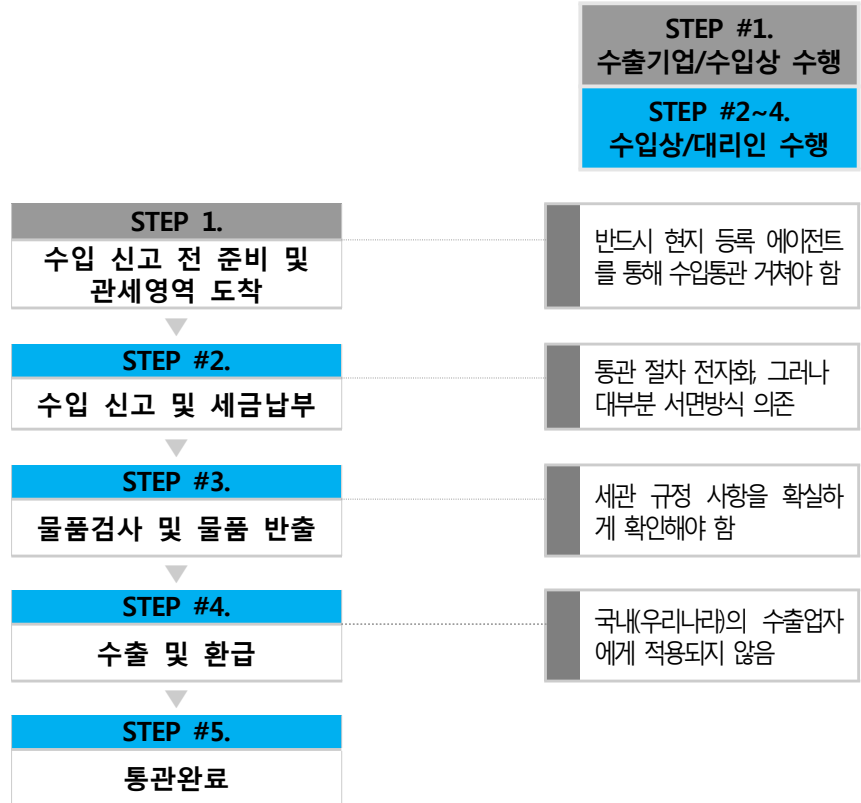 STEP #1.
수출기업/수입상 수행
STEP #2~4.
수입상/대리인 수행
STEP 1.
수입 신고 전 준비 및
관세영역 도착
반드시 현지 등록 에이전트
를 통해 수입통관 거쳐야 함
STEP #2.
수입 신고 및 세금납부
통관 절차 전자화, 그러나
대부분 서면방식 의존
STEP #3.
물품검사 및 물품 반출
세관 규정 사항을 확실하
게 확인해야 함
STEP #4.
수출 및 환급
국내(우리나라)의 수출업자
에게 적용되지 않음
STEP #5.
통관완료